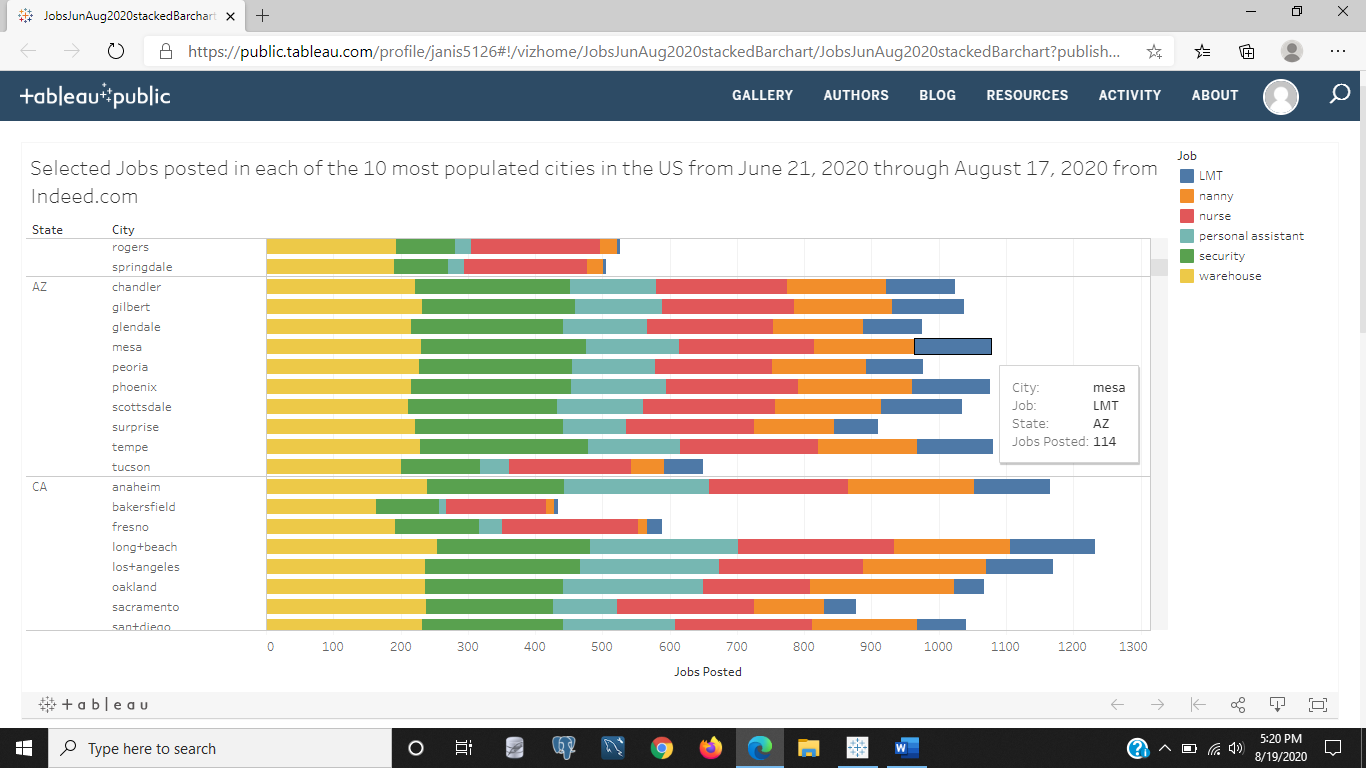 JobsJunAug2020stackedBarchart
https://public.tableau.com/profile/janis5126#!/vizhome/JobsJunAug2020stackedBarchart/JobsJunAug2020stackedBarchart?publish...
+ableau public
GALLERY AUTHORS BLOG RESOURCES ACTIVITY ABOUT
Selected Jobs posted in each of the 10 most populated cities in the US from June 21, 2020 through August 17, 2020 from
Indeed.com
Job
LMT
nanny
nurse
personal assistant
security
warehouse
State City
rogers
springdale
AZ chandler
gilbert
glendale
mesa
peoria
phoenix
scottsdale
surprise
tempe
tucson
CA anaheim
bakersfield
fresno
long+beach
los+angeles
oakland
sacramento
san+diego
City: mesa
Job: LMT
State: AZ
Jobs Posted: 114
0 100 200 300 400 500 600 700 800 900 1000 1100 1200 1300
Jobs Posted
+ableau
Type here to search
5:20 PM
8/19/2020